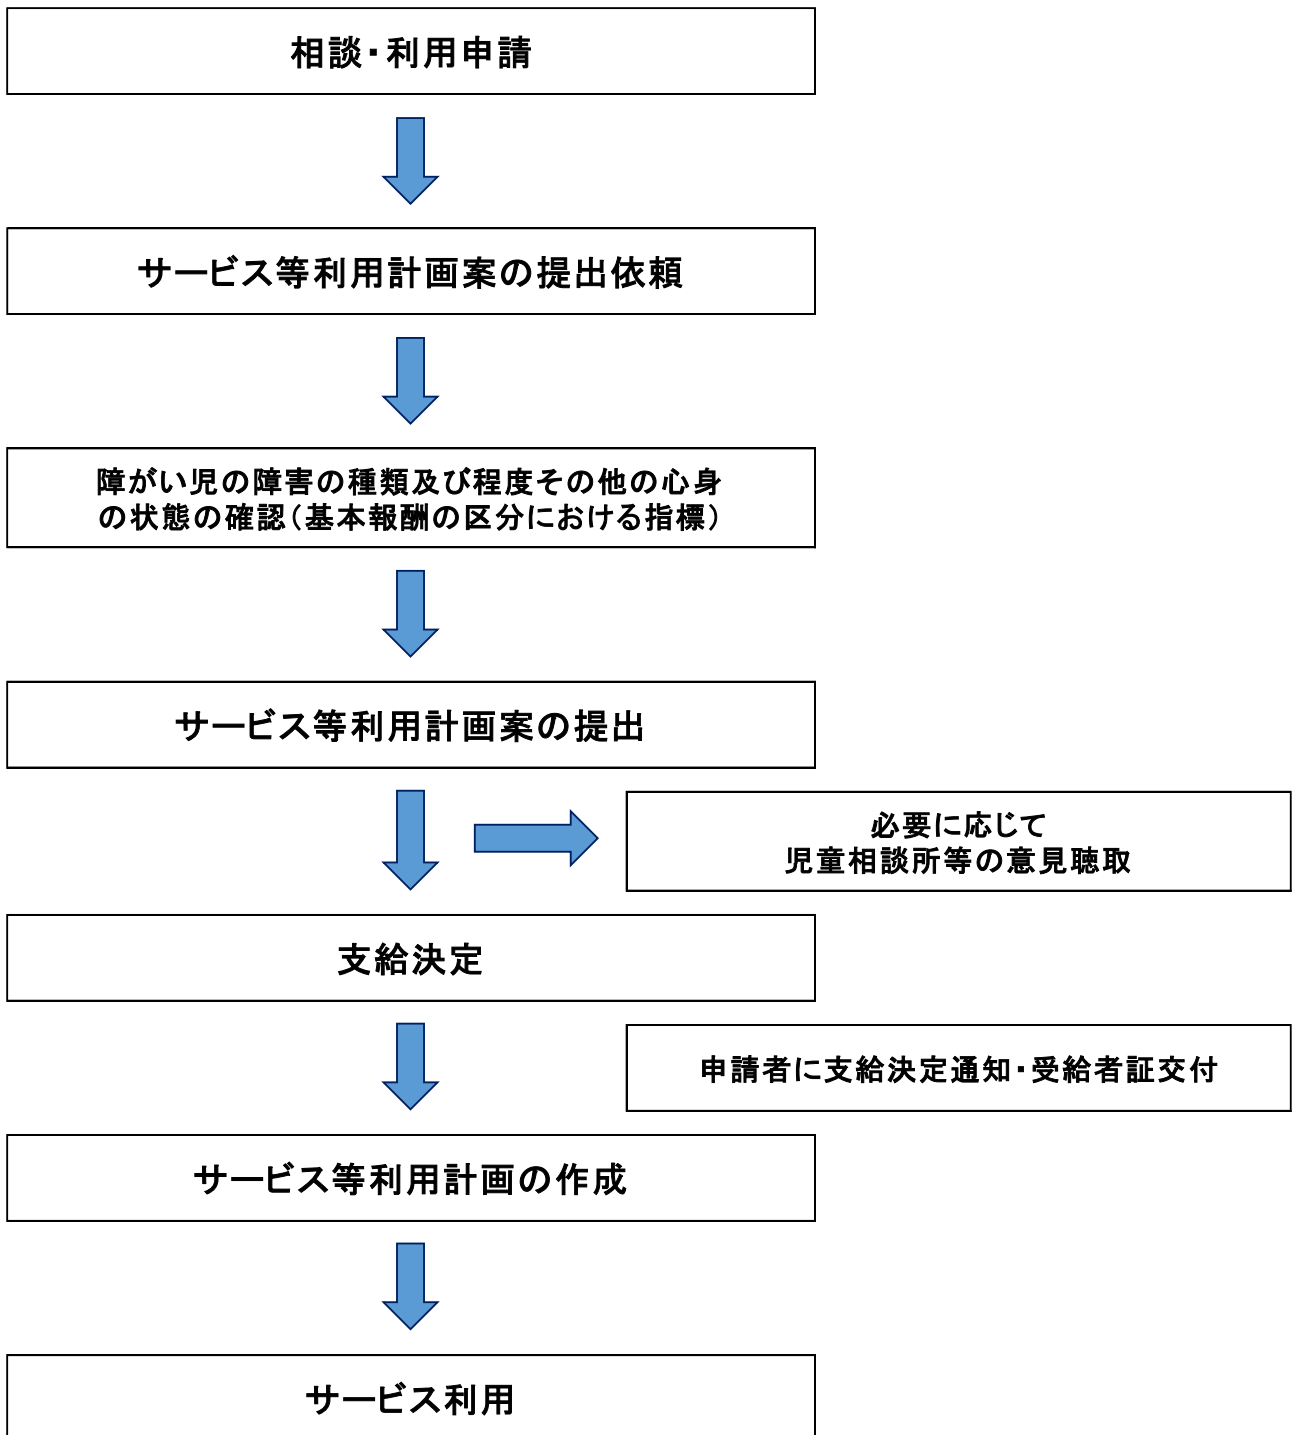 相談・利用申請
サービス等利用計画案の提出依頼
障がい児の障害の種類及び程度その他の心身
の状態の確認（基本報酬の区分における指標）
サービス等利用計画案の提出
必要に応じて
児童相談所等の意見聴取
支給決定
申請者に支給決定通知・受給者証交付
サービス等利用計画の作成
サービス利用